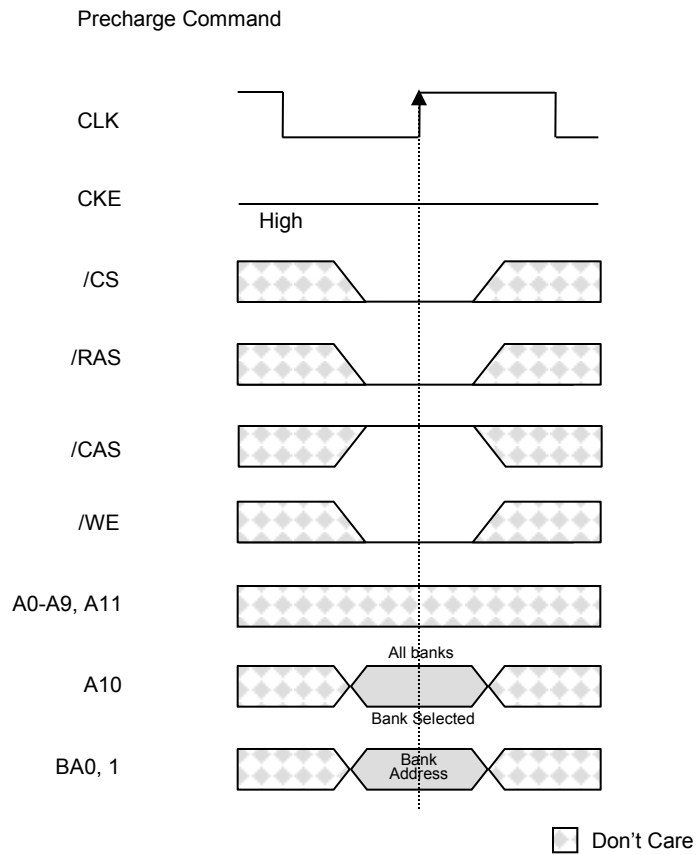 Precharge Command
CLK
CKE
High
/CS
/RAS
/CAS
/WE
A0-A9, A11
All banks
A10
Bank Selected
BA0, 1
Bank
Address
Don't Care